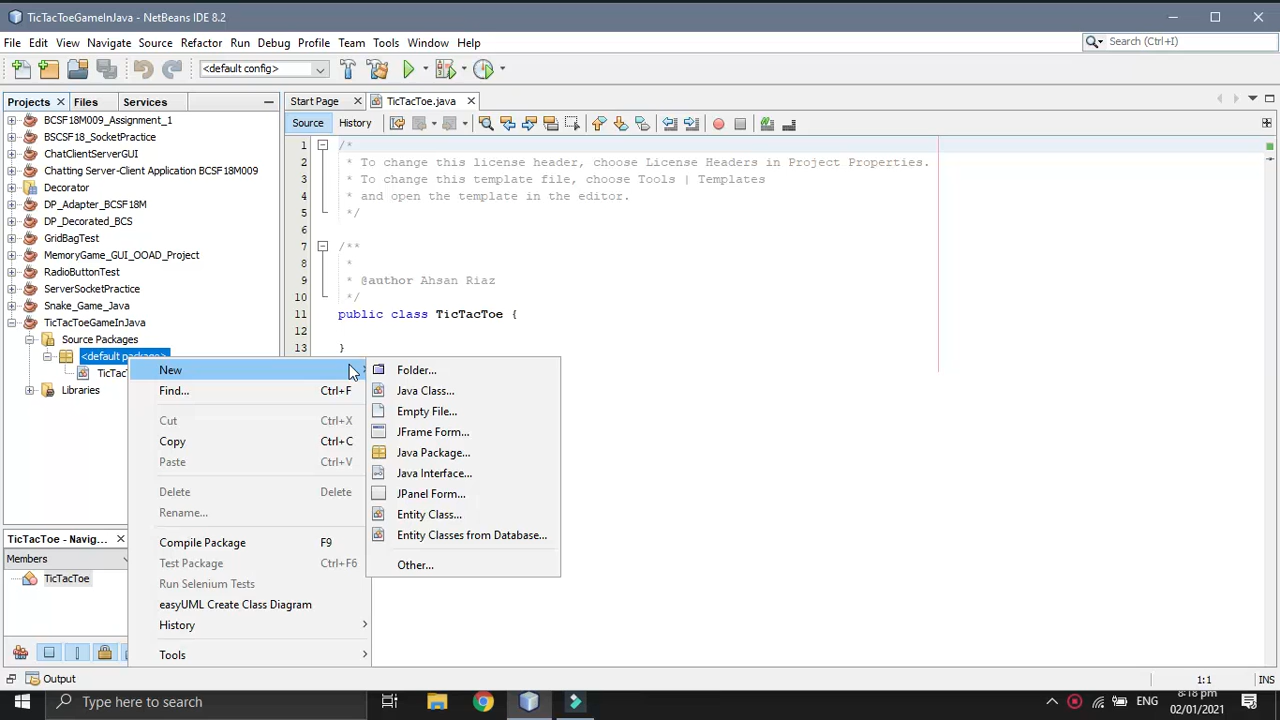 TicTacToeGameInJava - NetBeans IDE 8.2
File Edit View Navigate Source Refactor Run Debug Profile Team Tools Window Help
Search (Ctrl+I)
<default config>
Projects Files Services
Start Page TicTacToe.java
Source History
BCSF18M009_Assignment_1
BSCSF18_SocketPractice
ChatClientServerGUI
Chatting Server-Client Application BCSF18M009
Decorator
DP_Adapter_BCSF18M
DP_Decorated_BCS
GridBagTest
MemoryGame_GUI_OOAD_Project
RadioButtonTest
ServerSocketPractice
Snake_Game_Java
TicTacToeGameInJava
Source Packages
<default package>
TicTac
Libraries
1 /*
2 * To change this license header, choose License Headers in Project Properties.
3 * To change this template file, choose Tools | Templates
4 * and open the template in the editor.
5 */
6
7 /**
8 *
9 * @author Ahsan Riaz
10 */
11 public class TicTacToe {
12
13 }
New
Find... Ctrl+F
Cut Ctrl+X
Copy Ctrl+C
Paste Ctrl+V
Delete Delete
Rename...
Compile Package F9
Test Package Ctrl+F6
Run Selenium Tests
easyUML Create Class Diagram
History
Tools
Folder...
Java Class...
Empty File...
JFrame Form...
Java Package...
Java Interface...
JPanel Form...
Entity Class...
Entity Classes from Database...
Other...
TicTacToe - Navig...
Members
TicTacToe
Output
1:1 INS
Type here to search
ENG
8:18 pm
02/01/2021